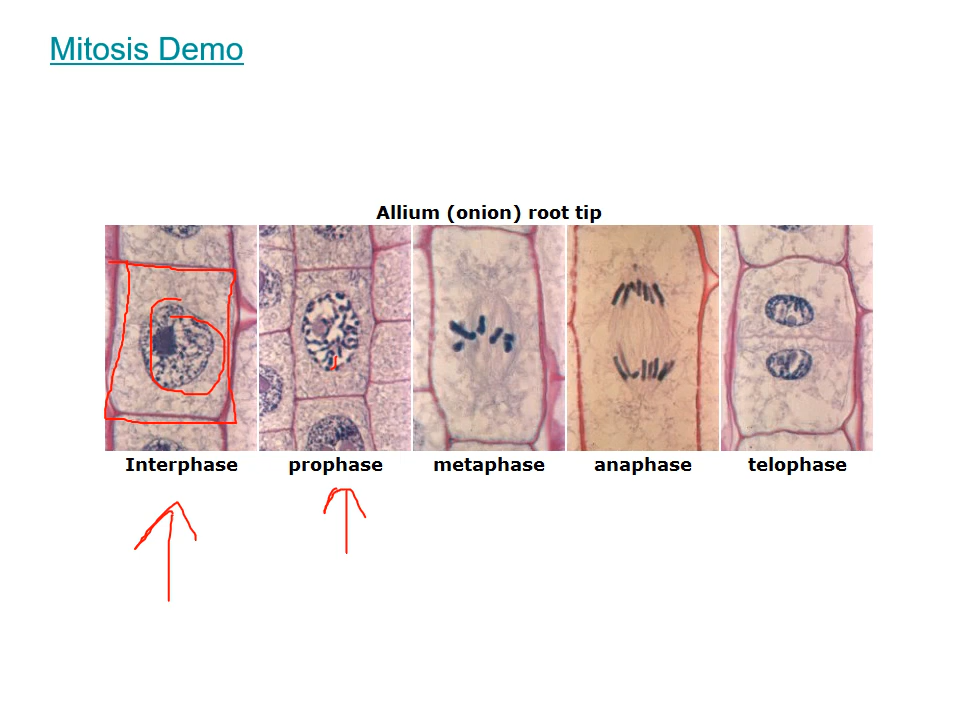 Mitosis Demo
Allium (onion) root tip
Interphase prophase metaphase anaphase telophase